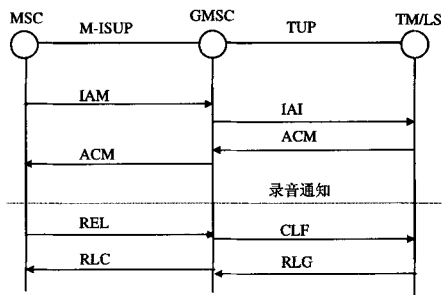 MSC M-ISUP GMSC TUP TM/LS
IAM
IAI
ACM
ACM
录音通知
REL
CLF
RLC
RLG